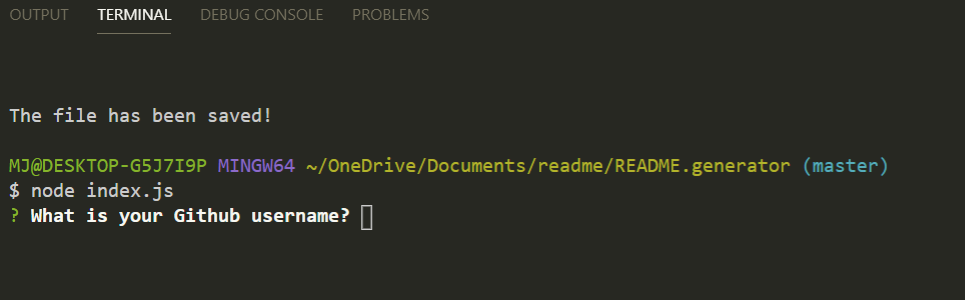 OUTPUT TERMINAL DEBUG CONSOLE PROBLEMS
The file has been saved!
MJ@DESKTOP-G5J7I9P MINGW64 ~/OneDrive/Documents/readme/README.generator (master)
$ node index.js
? What is your Github username?